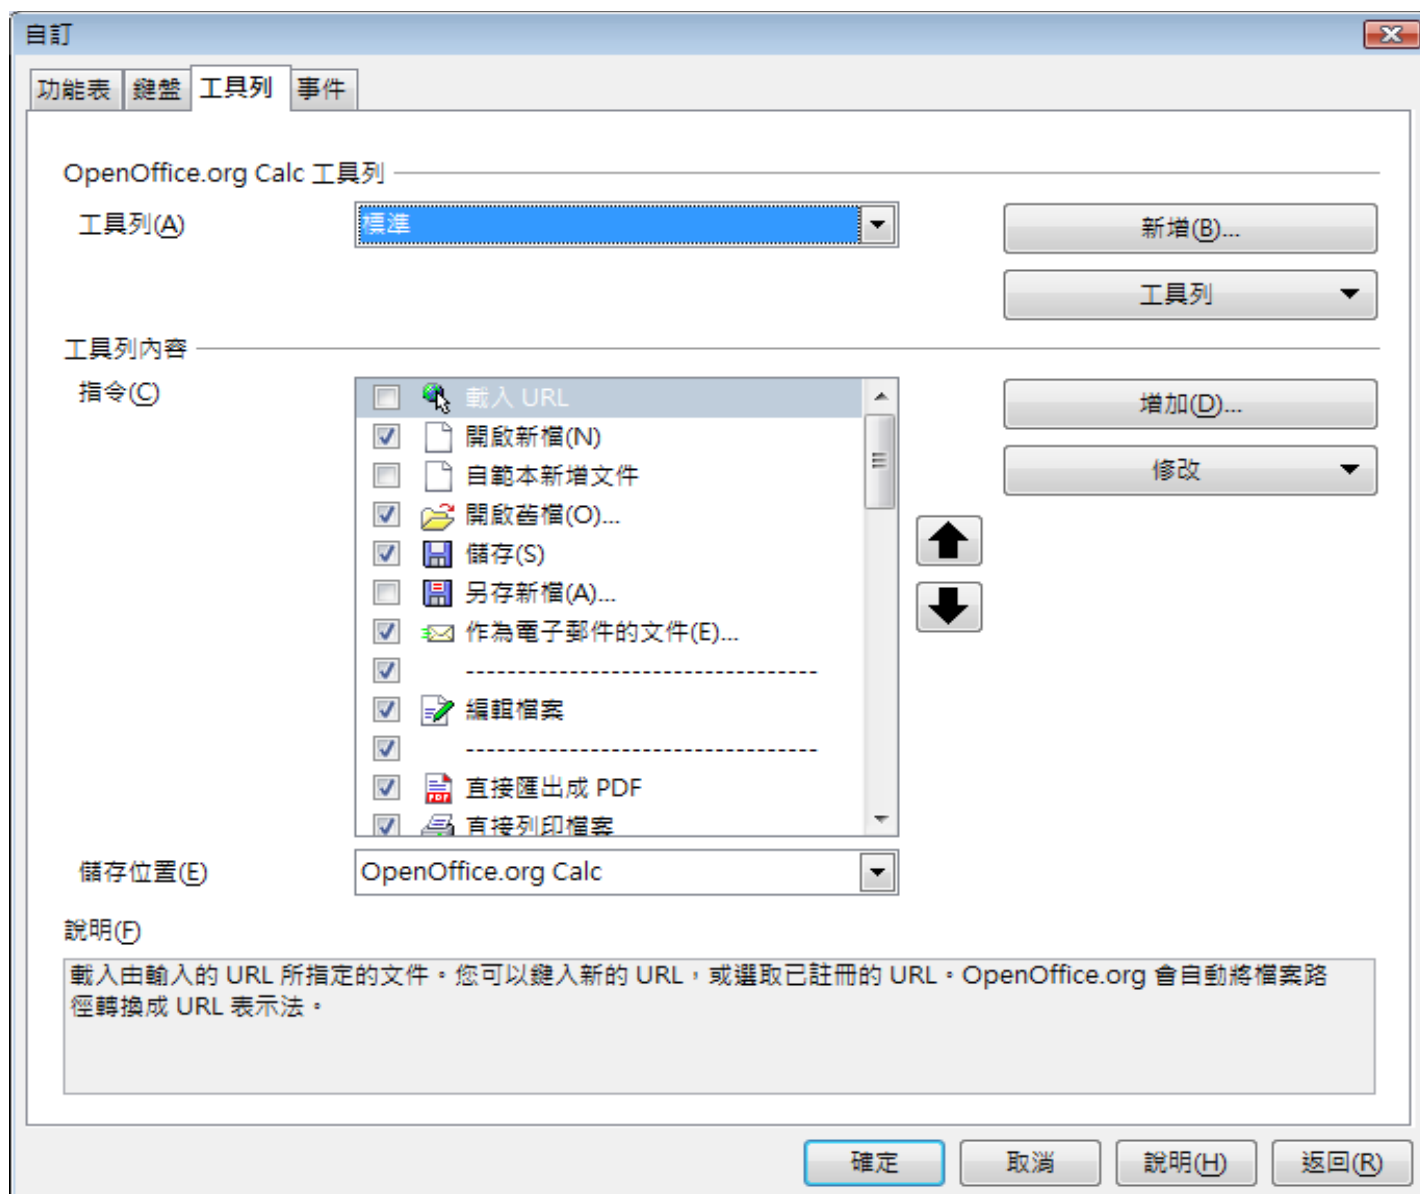 自訂
功能表 鍵盤 工具列 事件
OpenOffice.org Calc 工具列
工具列(A) 標準 新增(B)...
工具列
工具列內容
指令(C) 載入 URL 增加(D)...
開啟新檔(N)
自範本新增文件 修改
開啟舊檔(O)...
儲存(S)
另存新檔(A)...
作為電子郵件的文件(E)...
----------------------------------
編輯檔案
----------------------------------
直接匯出成 PDF
直接列印檔案
儲存位置(E) OpenOffice.org Calc
說明(F)
載入由輸入的 URL 所指定的文件。您可以鍵入新的 URL，或選取已註冊的 URL。OpenOffice.org 會自動將檔案路
徑轉換成 URL 表示法。
確定 取消 說明(H) 返回(R)